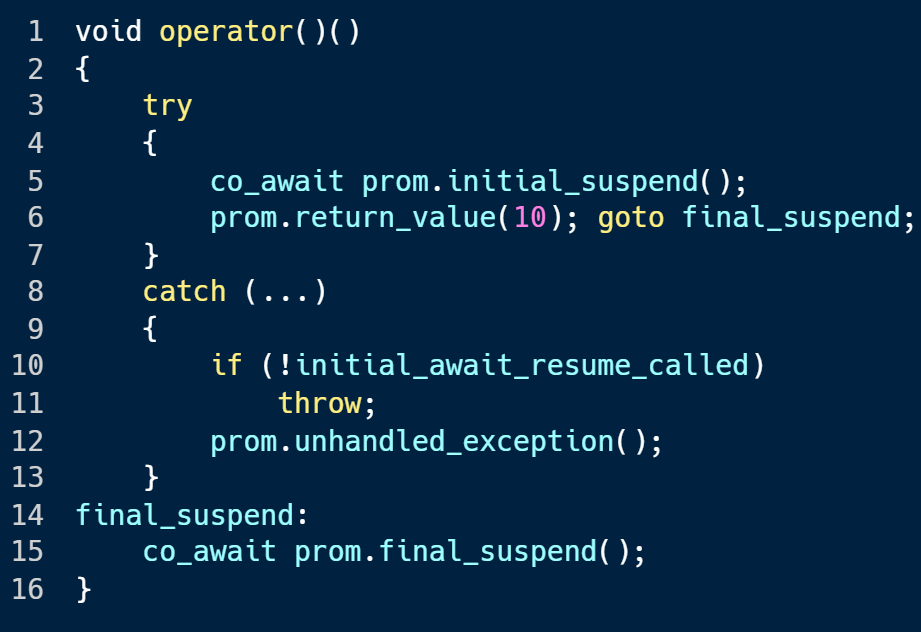 1 void operator()()
2 {
3     try
4     {
5         co_await prom.initial_suspend();
6         prom.return_value(10); goto final_suspend;
7     }
8     catch (...)
9     {
10         if (!initial_await_resume_called)
11             throw;
12         prom.unhandled_exception();
13     }
14 final_suspend:
15     co_await prom.final_suspend();
16 }